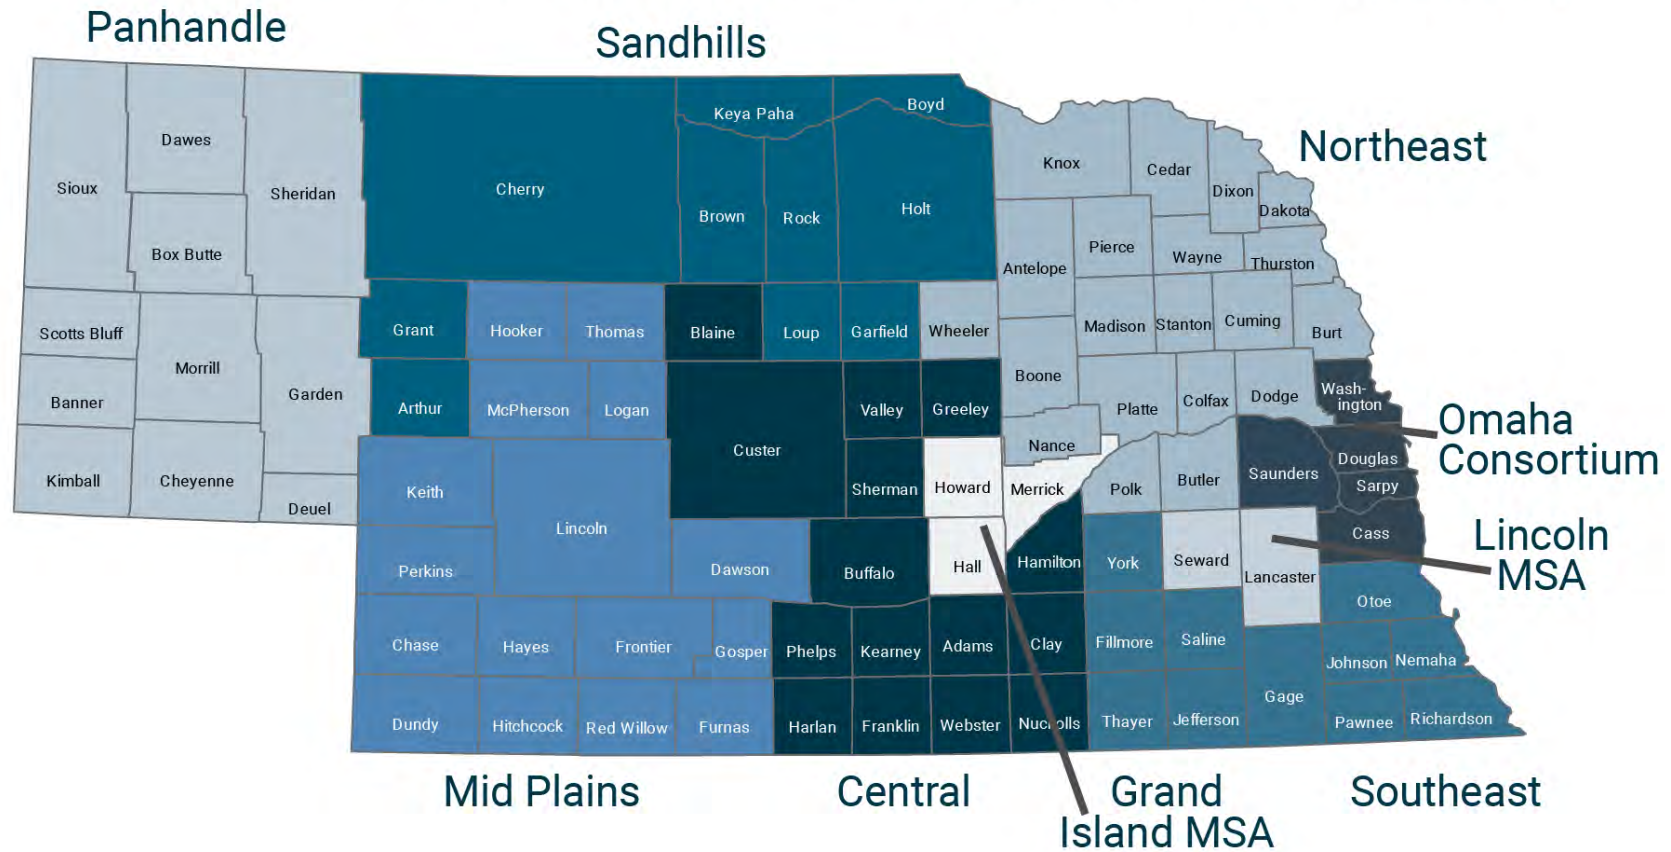 Panhandle
Sandhills
Northeast
Sioux
Dawes
Sheridan
Box Butte
Cherry
Keya Paha
Boyd
Brown
Rock
Holt
Knox
Cedar
Dixon
Dakota
Antelope
Pierce
Wayne
Thurston
Scotts Bluff
Morrill
Banner
Garden
Kimball
Cheyenne
Deuel
Grant
Hooker
Thomas
Blaine
Loup
Garfield
Wheeler
Madison
Stanton
Cuming
Burt
Arthur
McPherson
Logan
Custer
Valley
Greeley
Boone
Platte
Colfax
Dodge
Wash-
ington
Nance
Omaha
Consortium
Keith
Lincoln
Sherman
Howard
Merrick
Polk
Butler
Saunders
Douglas
Sarpy
Cass
Perkins
Dawson
Buffalo
Hall
Hamilton
York
Seward
Lancaster
Lincoln
MSA
Otoe
Chase
Hayes
Frontier
Gosper
Phelps
Kearney
Adams
Clay
Fillmore
Saline
Johnson
Nemaha
Gage
Dundy
Hitchcock
Red Willow
Furnas
Harlan
Franklin
Webster
Nuckolls
Thayer
Jefferson
Pawnee
Richardson
Mid Plains
Central
Grand
Island MSA
Southeast